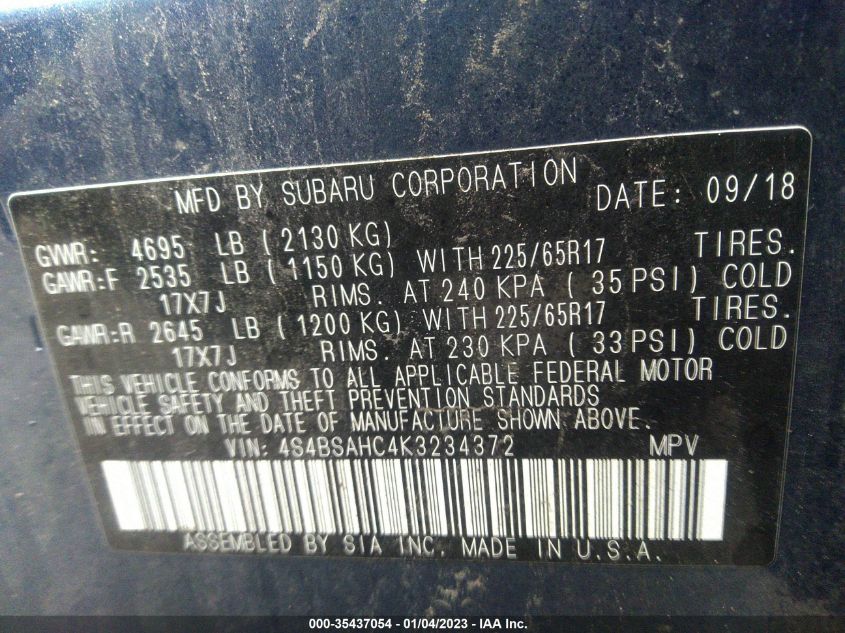 MFD BY SUBARU CORPORATION DATE: 09/18
GVWR: 4695 LB ( 2130 KG)
GAWR:F 2535 LB ( 1150 KG) WITH 225/65R17 TIRES.
17X7J RIMS. AT 240 KPA ( 35 PSI) COLD
GAWR:R 2645 LB ( 1200 KG) WITH 225/65R17 TIRES.
17X7J RIMS. AT 230 KPA ( 33 PSI) COLD
THIS VEHICLE CONFORMS TO ALL APPLICABLE FEDERAL MOTOR
VEHICLE SAFETY AND THEFT PREVENTION STANDARDS
IN EFFECT ON THE DATE OF MANUFACTURE SHOWN ABOVE.
VIN: 4S4BSAHC4K3234372 MPV
ASSEMBLED BY SIA INC. MADE IN U.S.A.
000-35437054 - 01/04/2023 - IAA Inc.